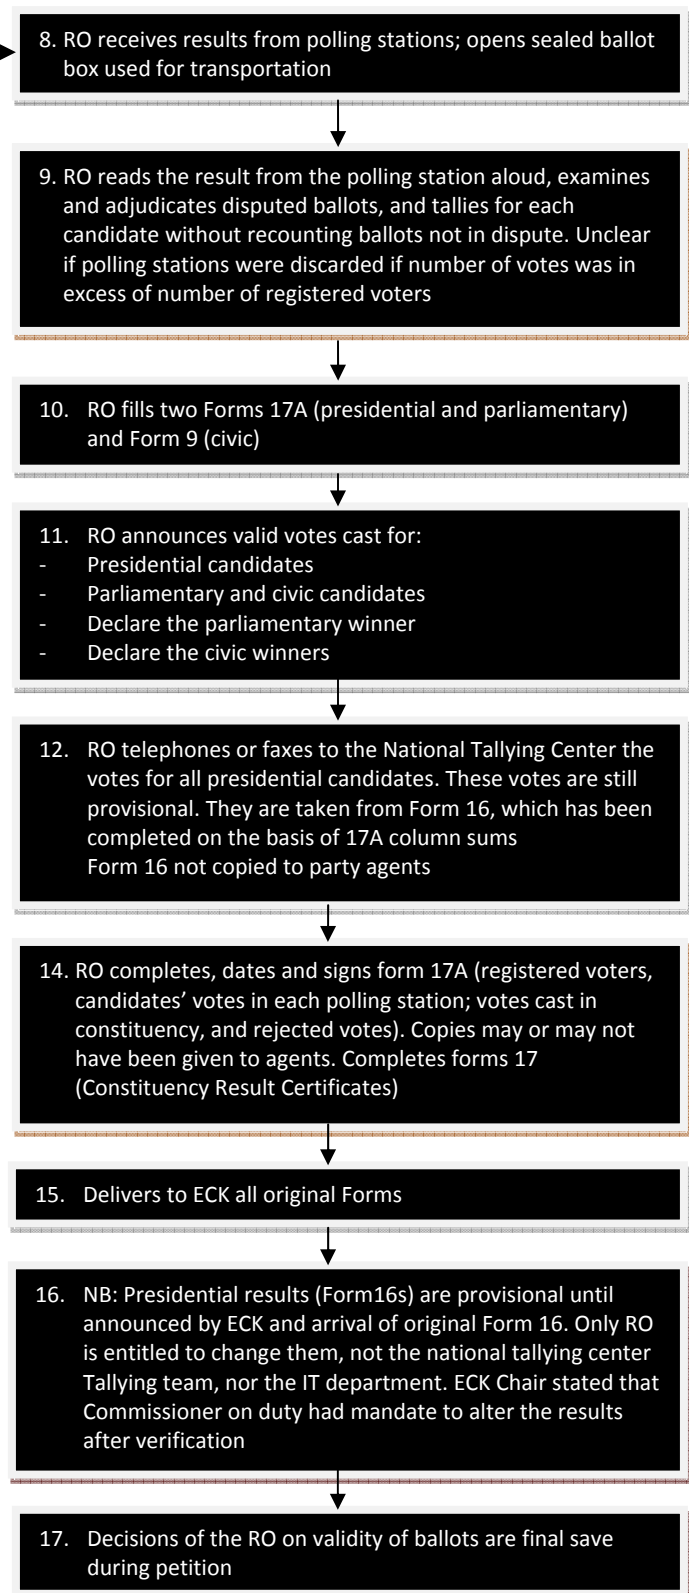 8. RO receives results from polling stations; opens sealed ballot
box used for transportation
9. RO reads the result from the polling station aloud, examines
and adjudicates disputed ballots, and tallies for each
candidate without recounting ballots not in dispute. Unclear
if polling stations were discarded if number of votes was in
excess of number of registered voters
10. RO fills two Forms 17A (presidential and parliamentary)
and Form 9 (civic)
11. RO announces valid votes cast for:
- Presidential candidates
- Parliamentary and civic candidates
- Declare the parliamentary winner
- Declare the civic winners
12. RO telephones or faxes to the National Tallying Center the
votes for all presidential candidates. These votes are still
provisional. They are taken from Form 16, which has been
completed on the basis of 17A column sums
Form 16 not copied to party agents
14. RO completes, dates and signs form 17A (registered voters,
candidates’ votes in each polling station; votes cast in
constituency, and rejected votes). Copies may or may not
have been given to agents. Completes forms 17
(Constituency Result Certificates)
15. Delivers to ECK all original Forms
16. NB: Presidential results (Form16s) are provisional until
announced by ECK and arrival of original Form 16. Only RO
is entitled to change them, not the national tallying center
Tallying team, nor the IT department. ECK Chair stated that
Commissioner on duty had mandate to alter the results
after verification
17. Decisions of the RO on validity of ballots are final save
during petition